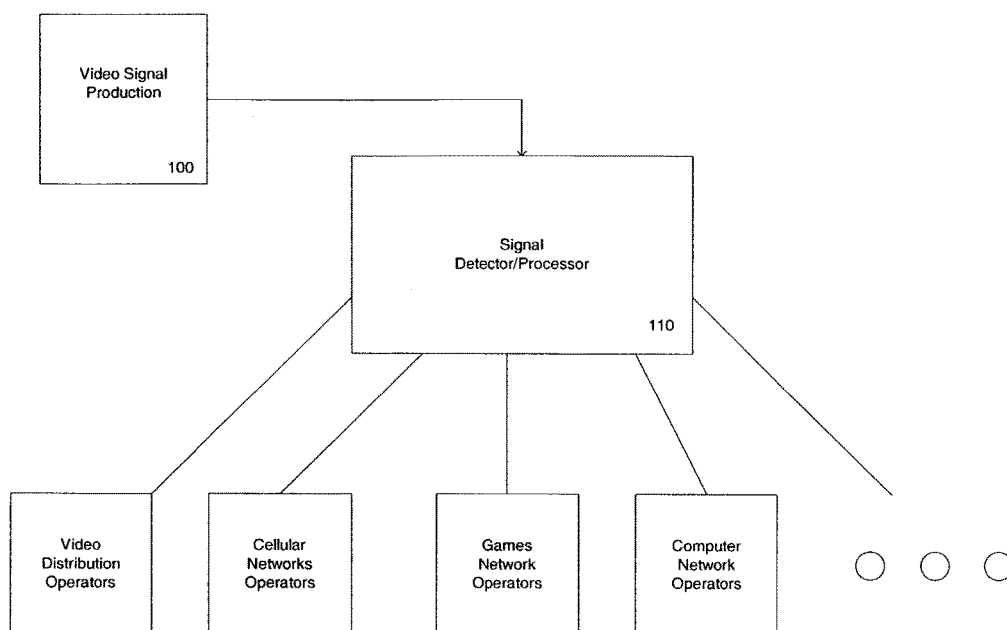 Video Signal
Production
100
Signal
Detector/Processor
110
Video
Distribution
Operators
Cellular
Networks
Operators
Games
Network
Operators
Computer
Network
Operators